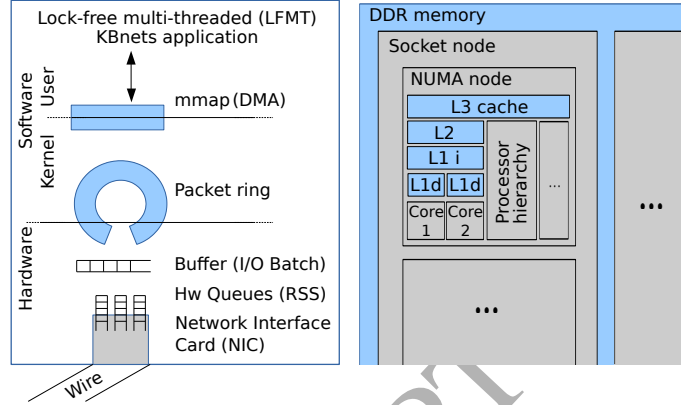 Lock-free multi-threaded (LFMT)
KBnets application
Software
User
mmap (DMA)
Kernel
Packet ring
Hardware
Buffer (I/O Batch)
Hw Queues (RSS)
Network Interface
Card (NIC)
Wire
DDR memory
Socket node
NUMA node
L3 cache
L2
L1 i
L1d L1d
Core Core
1 2
Processor
hierarchy
...
...
...
PT